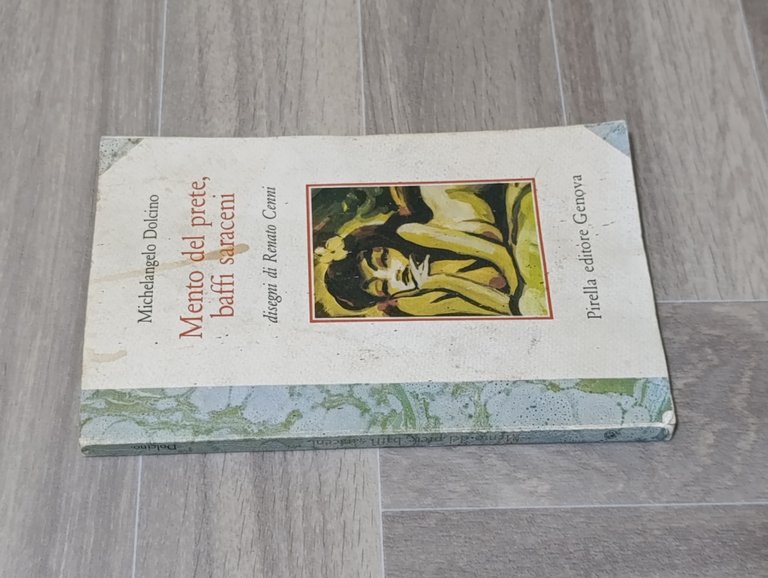 Michelangelo Dolcino
Mento del prete,
baffi saraceni
disegni di Renato Cenni
Pirella editore Genova
Dolcino
Mento del prete, baffi saraceni